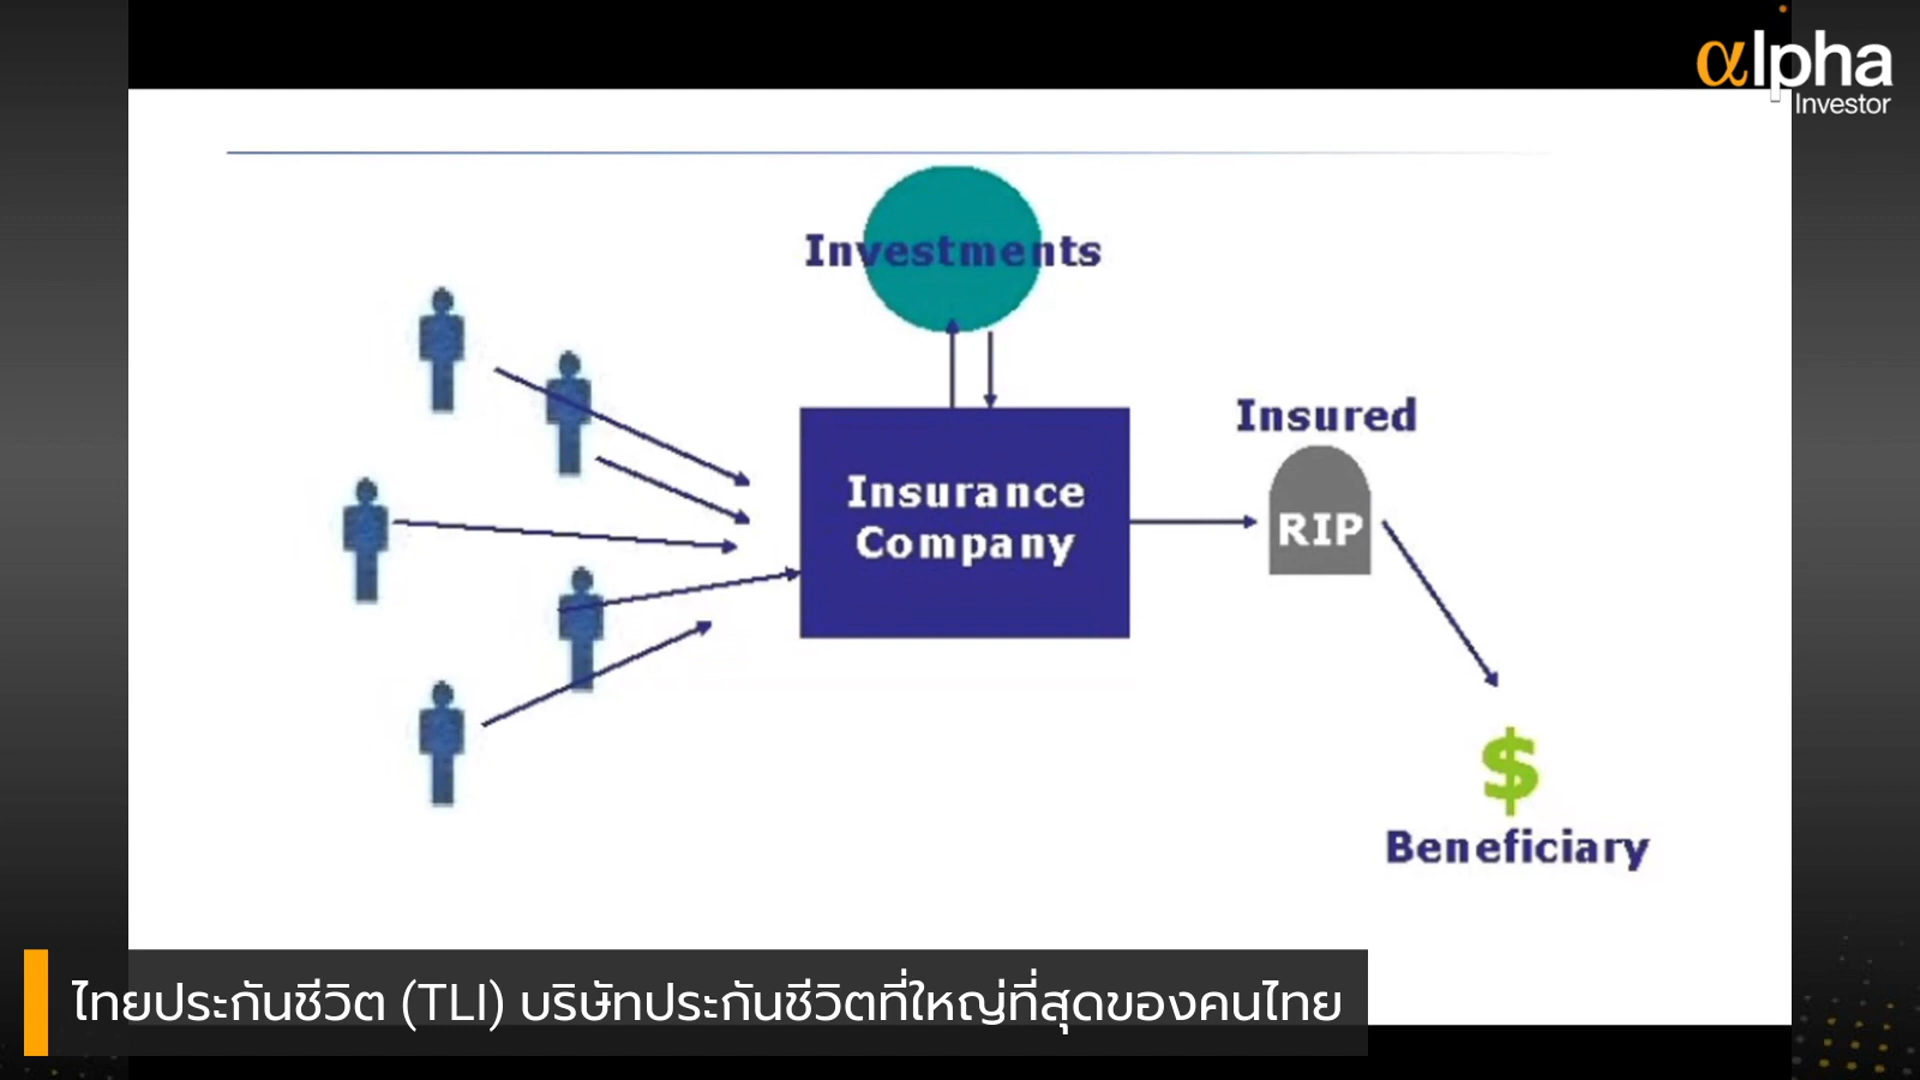 αlpha
Investor
Investments
Insured
Insurance
Company
RIP
$
Beneficiary
ไทยประกันชีวิต (TLI) บริษัทประกันชีวิตที่ใหญ่ที่สุดของคนไทย